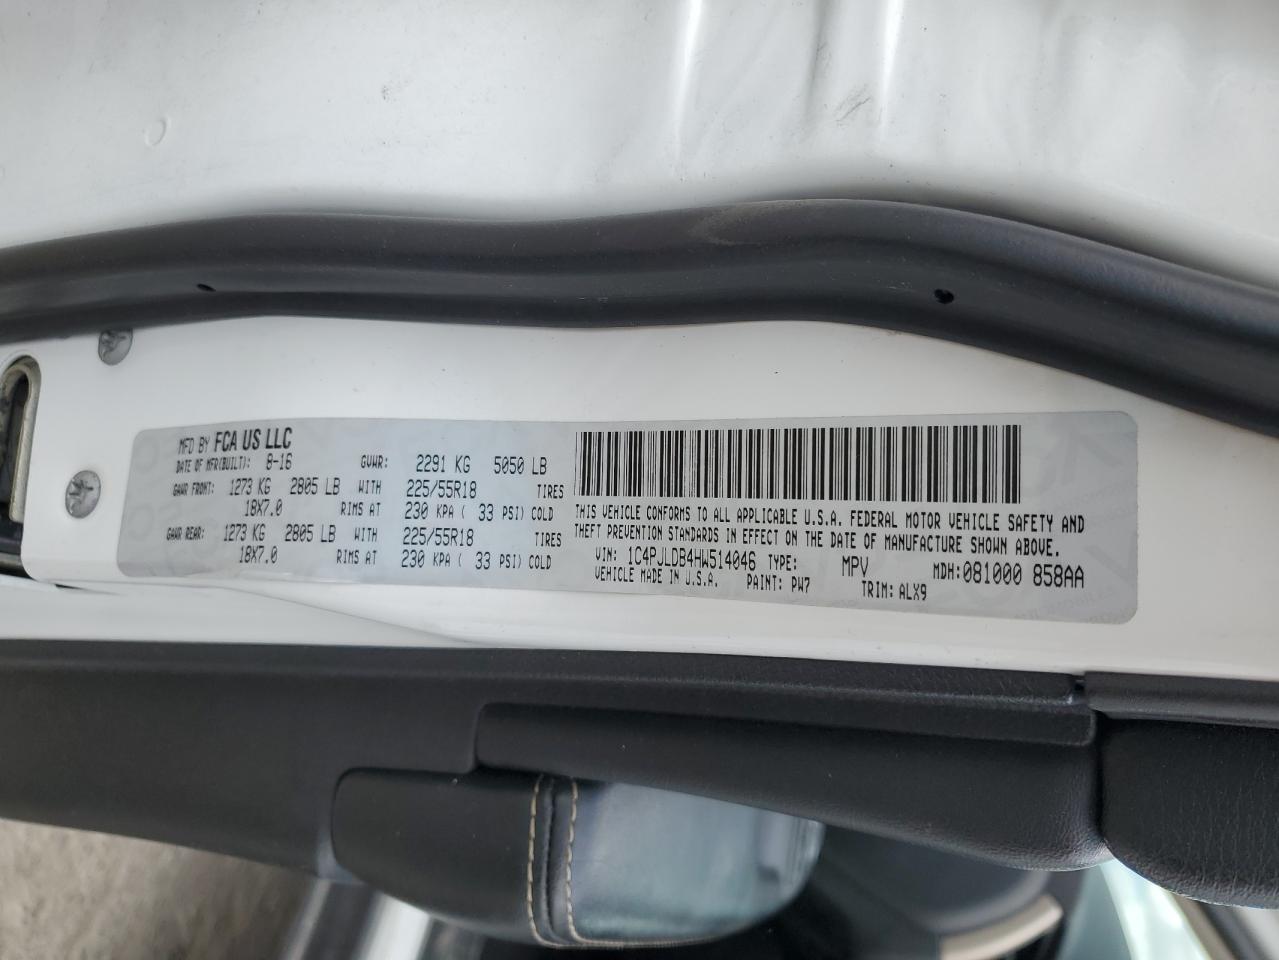 MFD BY FCA US LLC
DATE OF MFR(BUILT): 8-16 GVWR: 2291 KG 5050 LB
GAWR FRONT: 1273 KG 2805 LB WITH 225/55R18 TIRES
18X7.0 RIMS AT 230 KPA ( 33 PSI) COLD
GAWR REAR: 1273 KG 2805 LB WITH 225/55R18 TIRES
18X7.0 RIMS AT 230 KPA ( 33 PSI) COLD
THIS VEHICLE CONFORMS TO ALL APPLICABLE U.S.A. FEDERAL MOTOR VEHICLE SAFETY AND
THEFT PREVENTION STANDARDS IN EFFECT ON THE DATE OF MANUFACTURE SHOWN ABOVE.
VIN: 1C4PJLDB4HW514046 TYPE: MPV MDH:081000 858AA
VEHICLE MADE IN U.S.A. PAINT: PW7 TRIM: ALX9